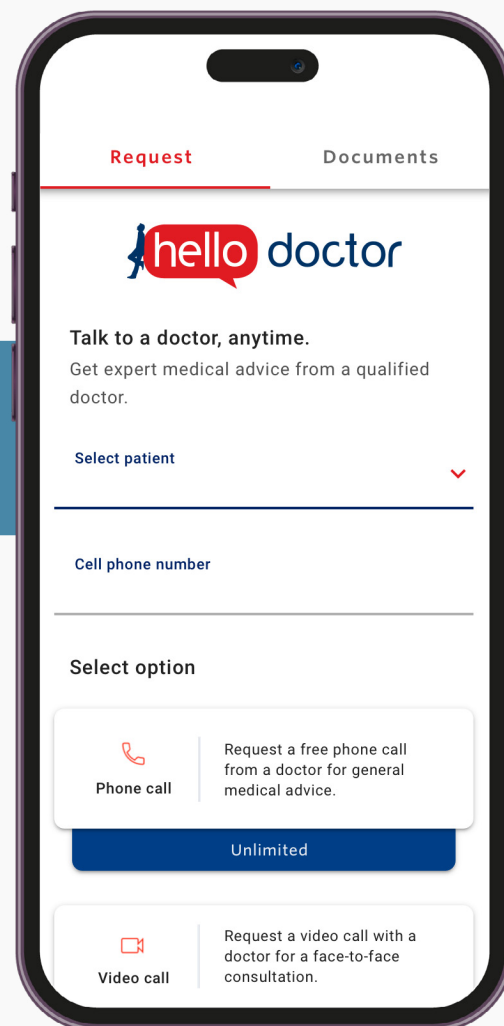 Request
Documents
hello doctor
Talk to a doctor, anytime.
Get expert medical advice from a qualified
doctor.
Select patient
Cell phone number
Select option
Phone call
Request a free phone call
from a doctor for general
medical advice.
Unlimited
Video call
Request a video call with a
doctor for a face-to-face
consultation.